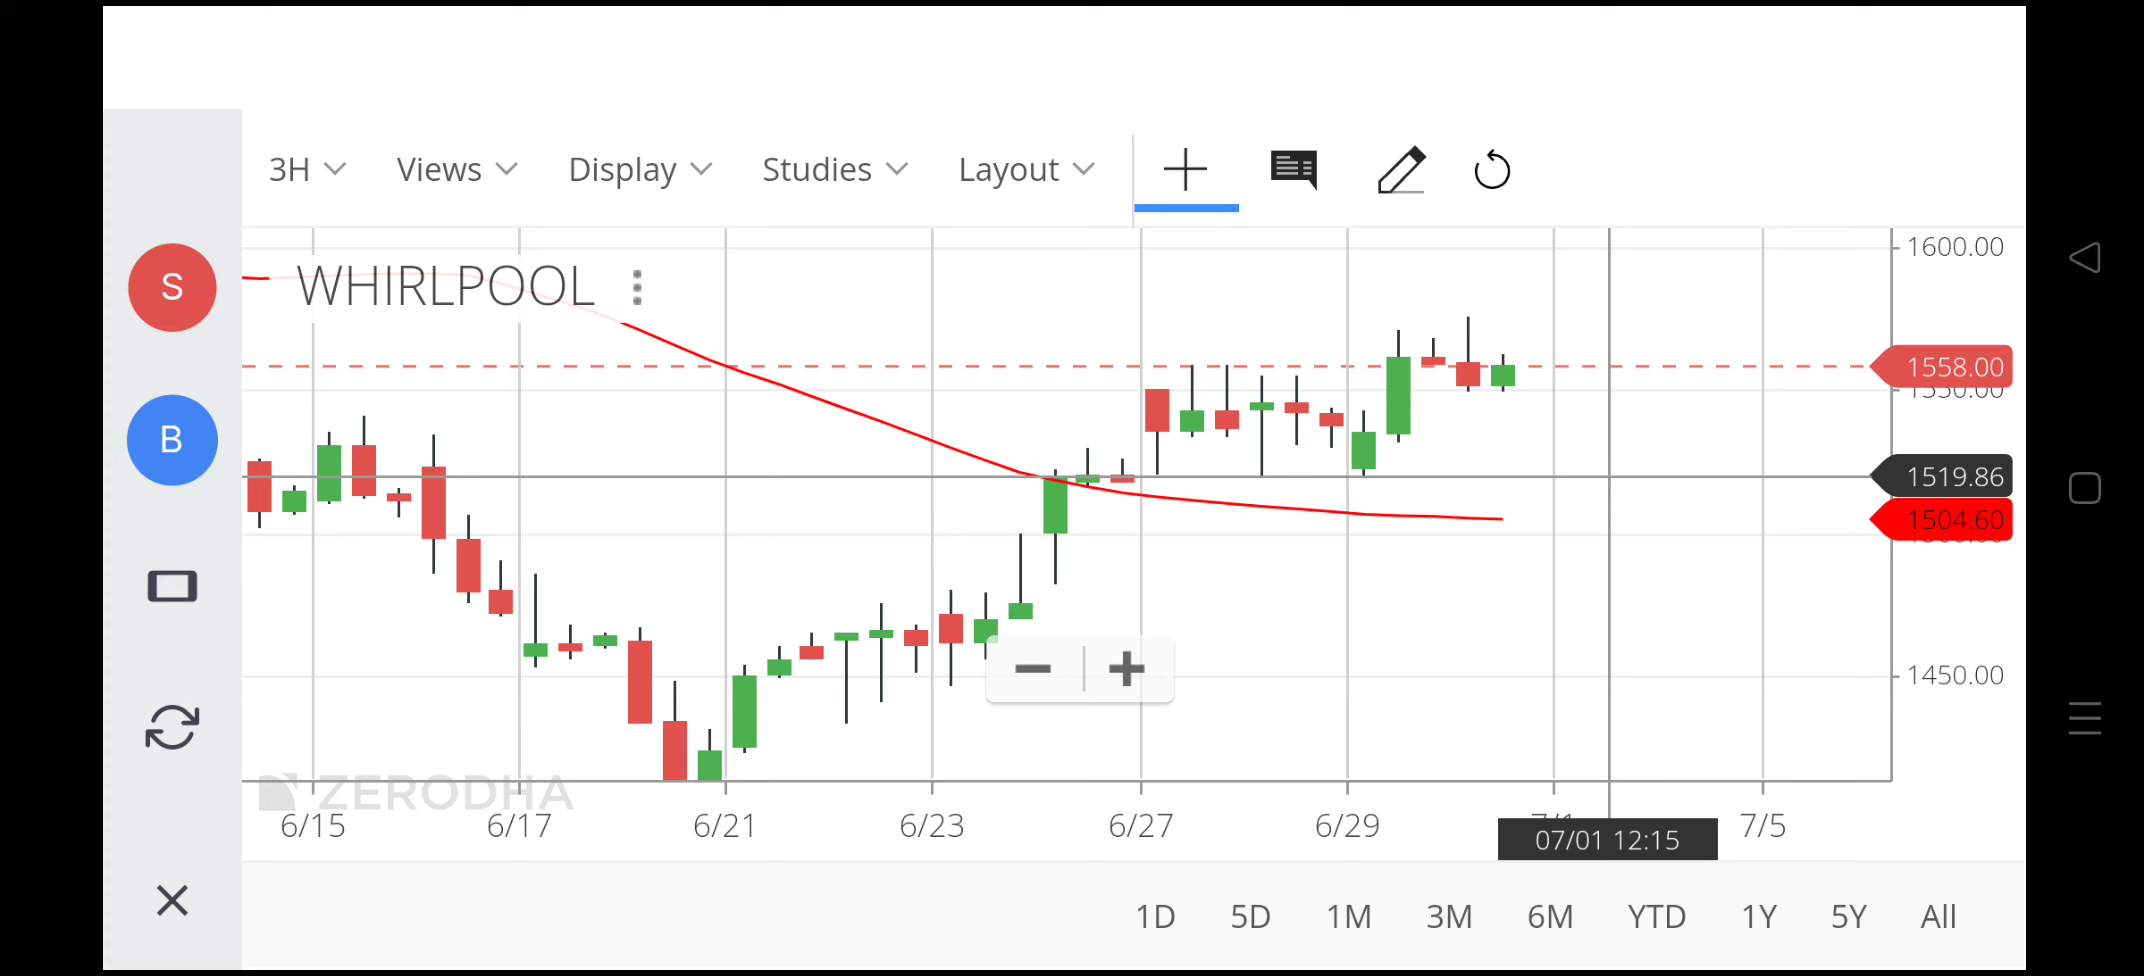 3H Views Display Studies Layout
WHIRLPOOL
S
B
1600.00
1558.00
1550.00
1519.86
1504.60
1450.00
ZERODHA
6/15 6/17 6/21 6/23 6/27 6/29 7/5
07/01 12:15
1D 5D 1M 3M 6M YTD 1Y 5Y All